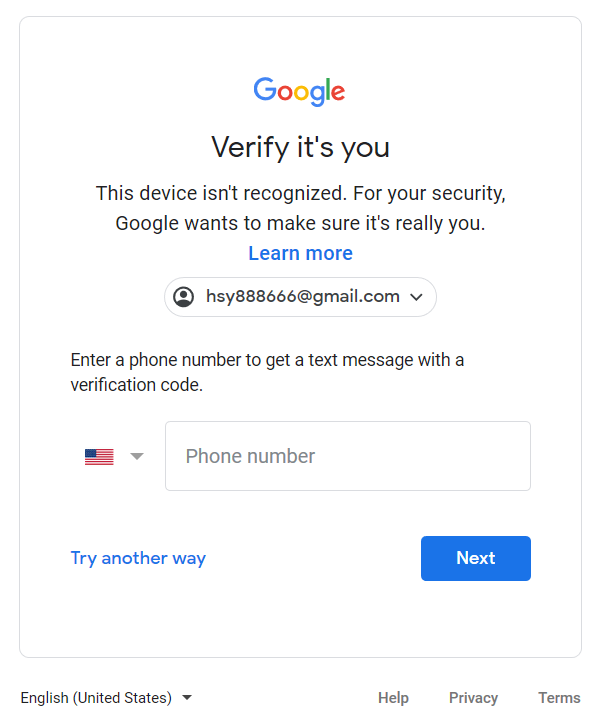 Google
Verify it's you
This device isn't recognized. For your security,
Google wants to make sure it's really you.
Learn more
hsy888666@gmail.com
Enter a phone number to get a text message with a
verification code.
Phone number
Try another way
Next
English (United States)
Help
Privacy
Terms